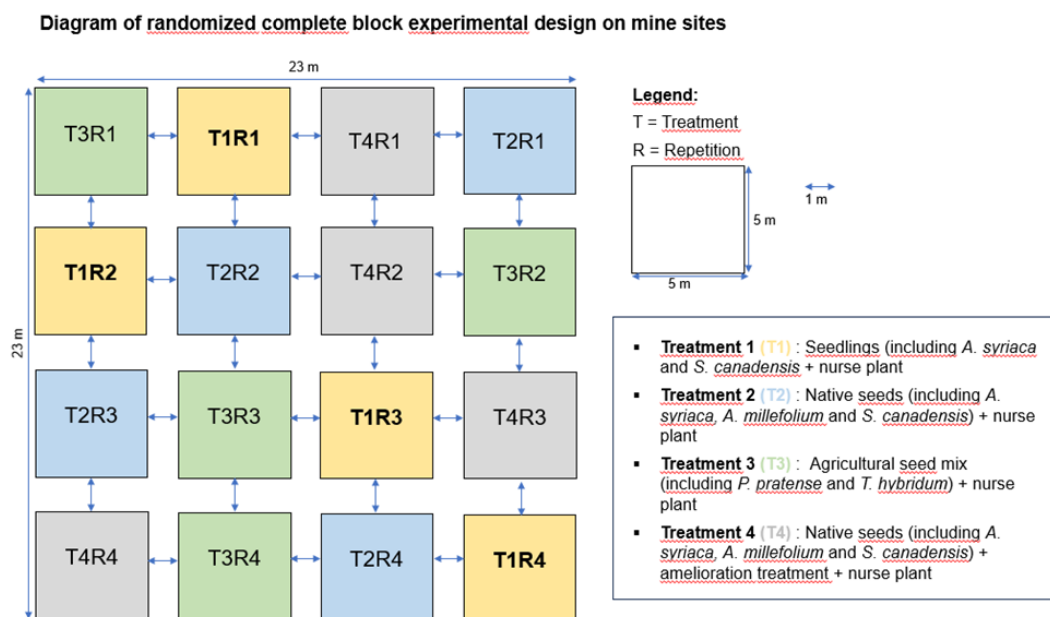 Diagram of randomized complete block experimental design on mine sites
23 m
T3R1
T1R1
T4R1
T2R1
T1R2
T2R2
T4R2
T3R2
23 m
T2R3
T3R3
T1R3
T4R3
T4R4
T3R4
T2R4
T1R4
Legend:
T = Treatment
R = Repetition
1 m
5 m
5 m
▪ Treatment 1 (T1) : Seedlings (including A. syriaca
and S. canadensis + nurse plant
▪ Treatment 2 (T2) : Native seeds (including A.
syriaca, A. millefolium and S. canadensis) + nurse
plant
▪ Treatment 3 (T3) : Agricultural seed mix
(including P. pratense and T. hybridum) + nurse
plant
▪ Treatment 4 (T4) : Native seeds (including A.
syriaca, A. millefolium and S. canadensis) +
amelioration treatment + nurse plant